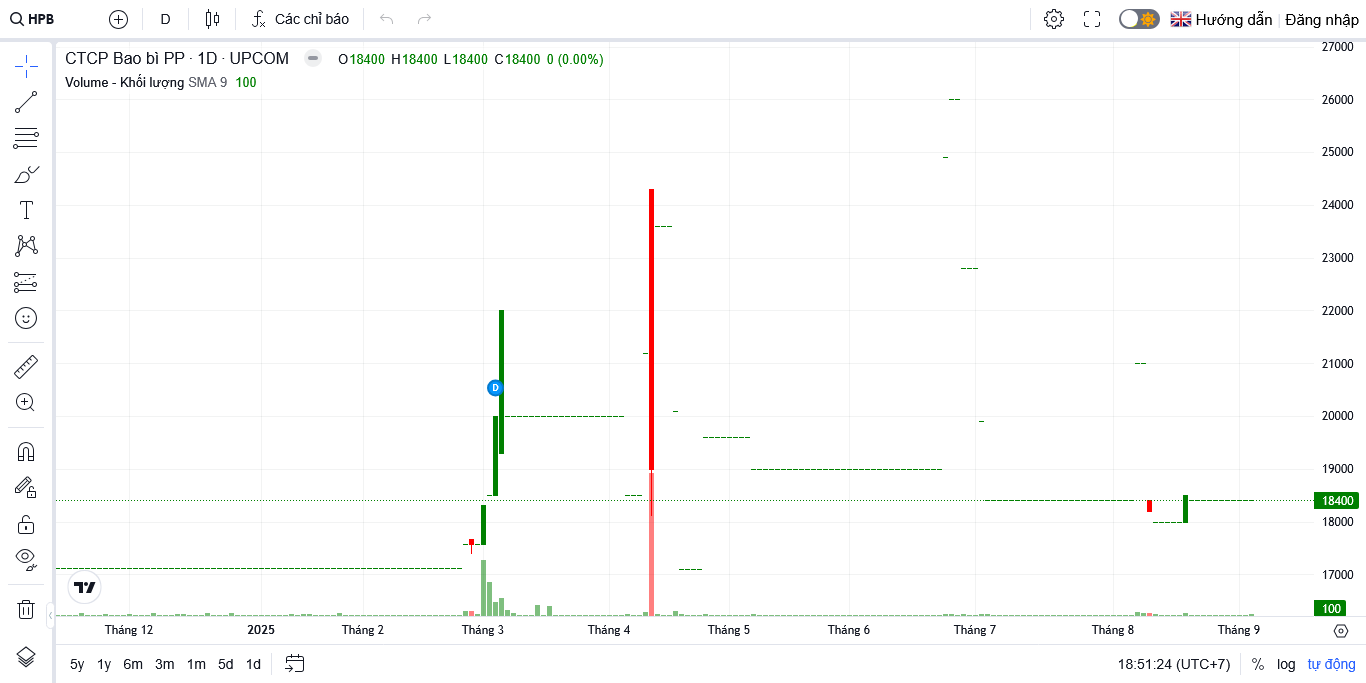 HPB D Các chỉ báo Hướng dẫn Đăng nhập
CTCP Bao bì PP · 1D · UPCOM O18400 H18400 L18400 C18400 0 (0.00%)
Volume - Khối lượng SMA 9 100
27000
26000
25000
24000
23000
22000
21000
D
20000
19000
18400
18000
17000
100
Tháng 12 2025 Tháng 2 Tháng 3 Tháng 4 Tháng 5 Tháng 6 Tháng 7 Tháng 8 Tháng 9
5y 1y 6m 3m 1m 5d 1d 18:51:24 (UTC+7) % log tự động